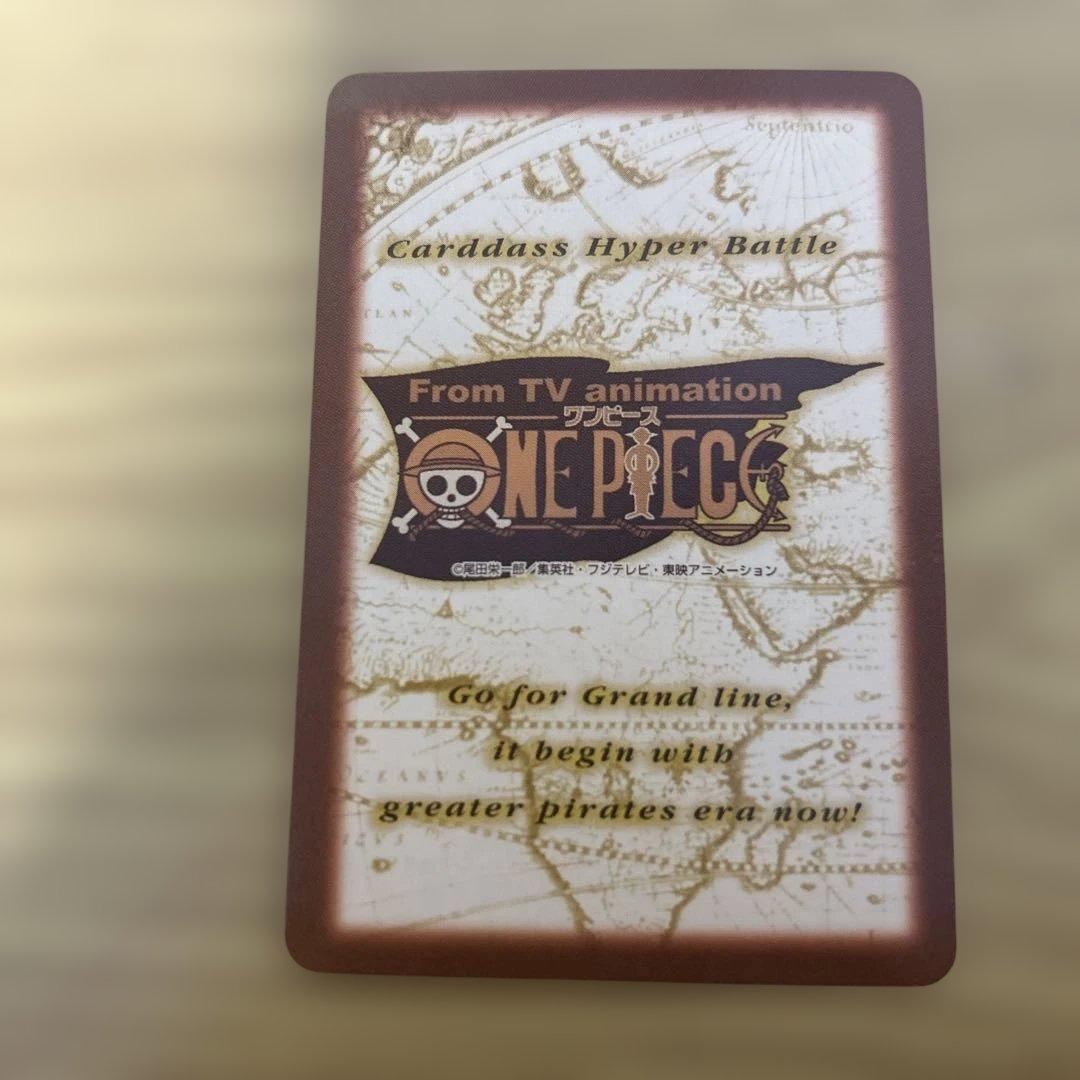 Septentrio
Carddass Hyper Battle
TLAN
From TV animation
ワンピース
ONE PIECE
©尾田栄一郎/集英社・フジテレビ・東映アニメーション
Go for Grand line,
it begin with
OCEANVS
greater pirates era now!